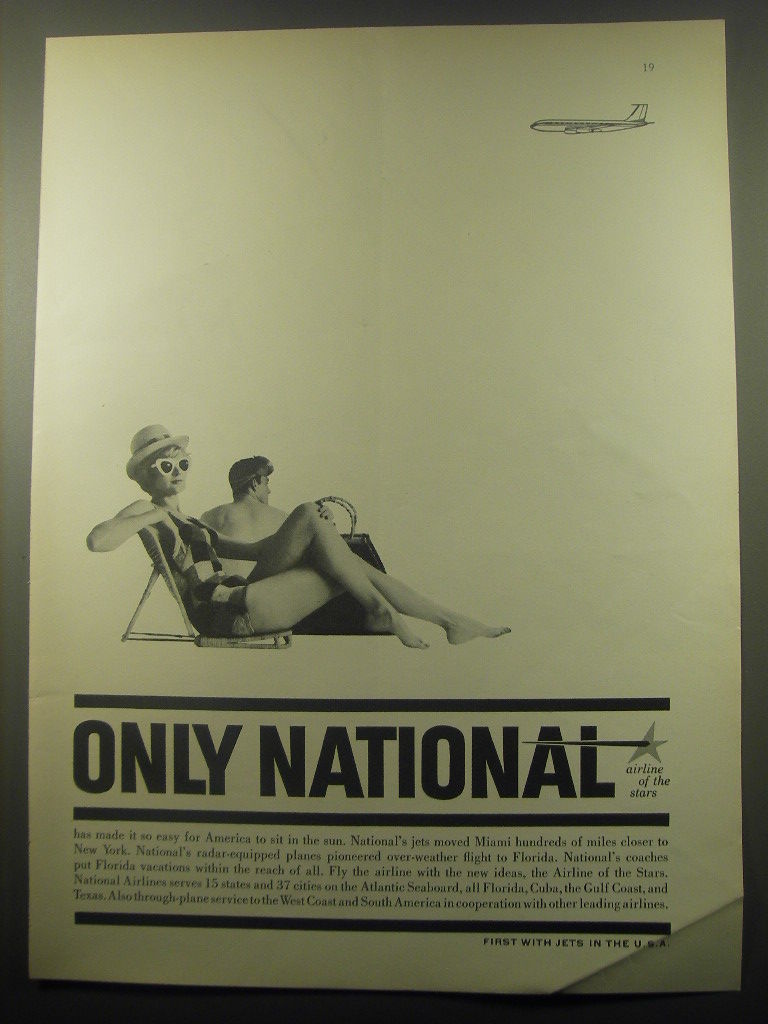 19
ONLY NATIONAL
airline
of the
stars
has made it so easy for America to sit in the sun. National's jets moved Miami hundreds of miles closer to
New York. National's radar-equipped planes pioneered over-weather flight to Florida. National's coaches
put Florida vacations within the reach of all. Fly the airline with the new ideas, the Airline of the Stars.
National Airlines serves 15 states and 37 cities on the Atlantic Seaboard, all Florida, Cuba, the Gulf Coast, and
Texas. Also through-plane service to the West Coast and South America in cooperation with other leading airlines.
FIRST WITH JETS IN THE U.S.A.